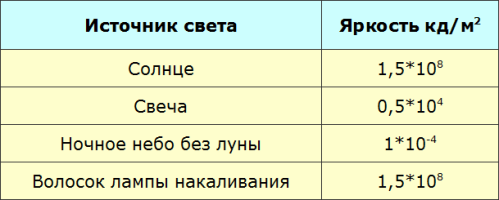 Источник света Яркость кд/м²
Солнце 1,5*10⁸
Свеча 0,5*10⁴
Ночное небо без луны 1*10⁻⁴
Волосок лампы накаливания 1,5*10⁸